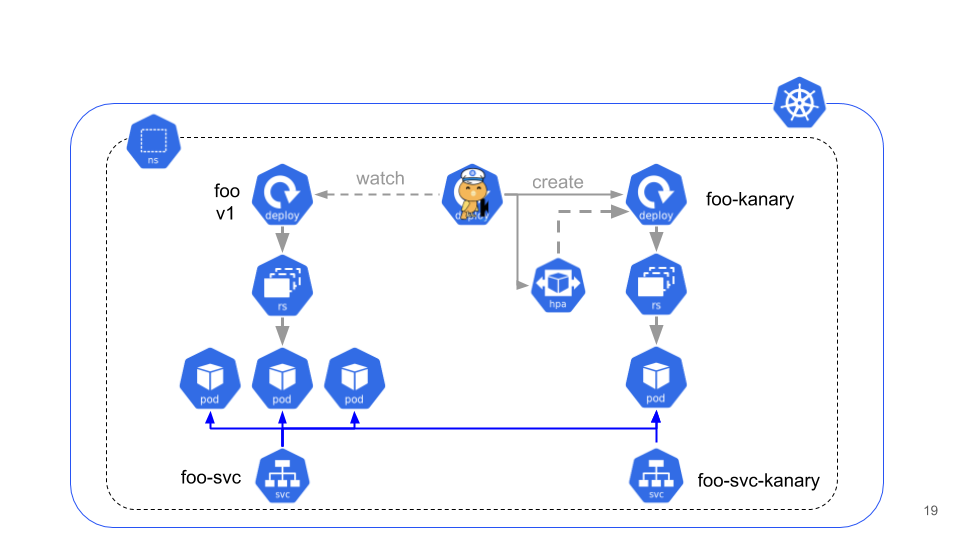 ns
foo
v1
deploy
watch
deploy
create
deploy
foo-kanary
rs
hpa
rs
pod
pod
pod
pod
foo-svc
svc
svc
foo-svc-kanary
19